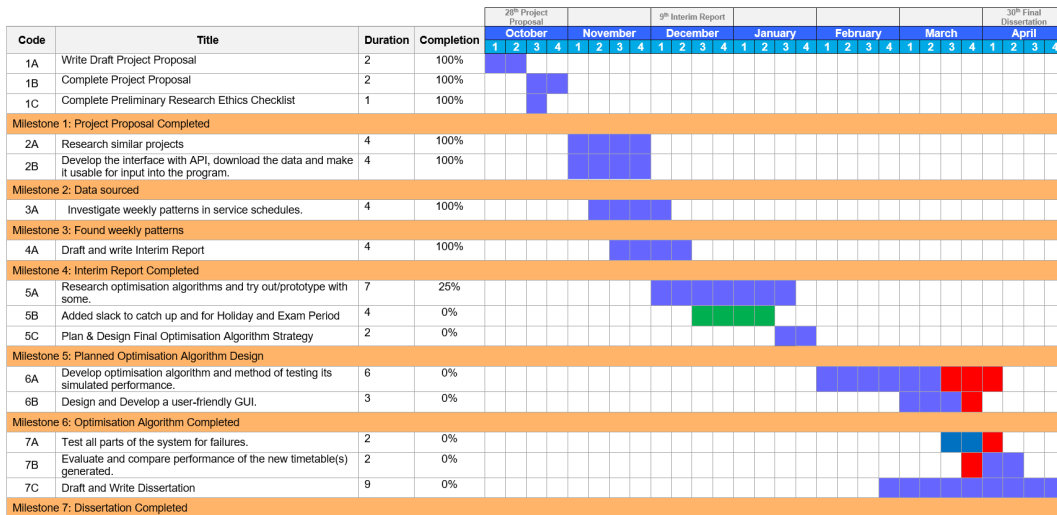 28th Project Proposal 9th Interim Report 30th Final Dissertation
Code Title Duration Completion October November December January February March April
1 2 3 4 1 2 3 4 1 2 3 4 1 2 3 4 1 2 3 4 1 2 3 4 1 2 3 4
1A Write Draft Project Proposal 2 100%
1B Complete Project Proposal 2 100%
1C Complete Preliminary Research Ethics Checklist 1 100%
Milestone 1: Project Proposal Completed
2A Research similar projects 4 100%
2B Develop the interface with API, download the data and make 4 100%
it usable for input into the program.
Milestone 2: Data sourced
3A Investigate weekly patterns in service schedules. 4 100%
Milestone 3: Found weekly patterns
4A Draft and write Interim Report 4 100%
Milestone 4: Interim Report Completed
5A Research optimisation algorithms and try out/prototype with 7 25%
some.
5B Added slack to catch up and for Holiday and Exam Period 4 0%
5C Plan & Design Final Optimisation Algorithm Strategy 2 0%
Milestone 5: Planned Optimisation Algorithm Design
6A Develop optimisation algorithm and method of testing its 6 0%
simulated performance.
6B Design and Develop a user-friendly GUI. 3 0%
Milestone 6: Optimisation Algorithm Completed
7A Test all parts of the system for failures. 2 0%
7B Evaluate and compare performance of the new timetable(s) 2 0%
generated.
7C Draft and Write Dissertation 9 0%
Milestone 7: Dissertation Completed